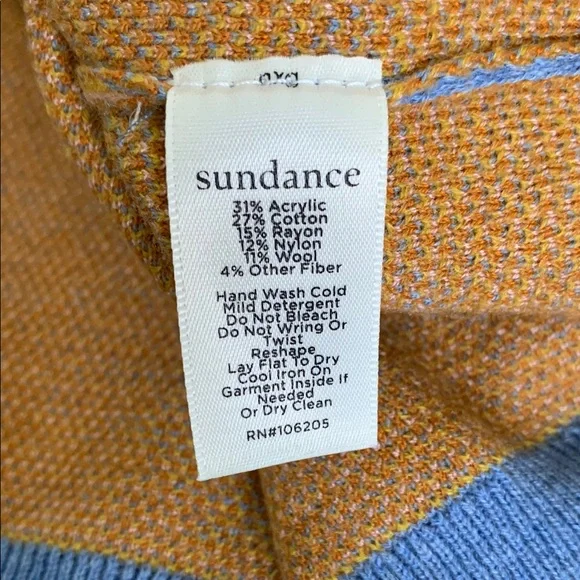 sundance
31% Acrylic
27% Cotton
15% Rayon
12% Nylon
11% Wool
4% Other Fiber
Hand Wash Cold
Mild Detergent
Do Not Bleach
Do Not Wring Or
Twist
Reshape
Lay Flat To Dry
Cool Iron On
Garment Inside If
Needed
Or Dry Clean
RN#106205